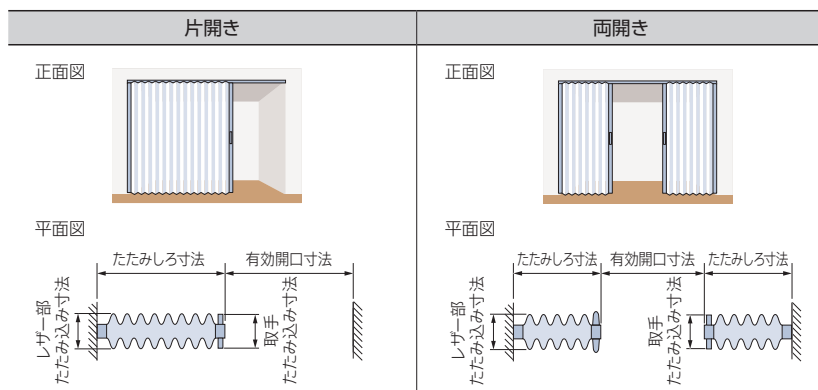 片開き
正面図
平面図
たたみしろ寸法
有効開口寸法
レザー部
たたみ込み寸法
取手
たたみ込み寸法
両開き
正面図
平面図
たたみしろ寸法
有効開口寸法
たたみしろ寸法
レザー部
たたみ込み寸法
取手
たたみ込み寸法